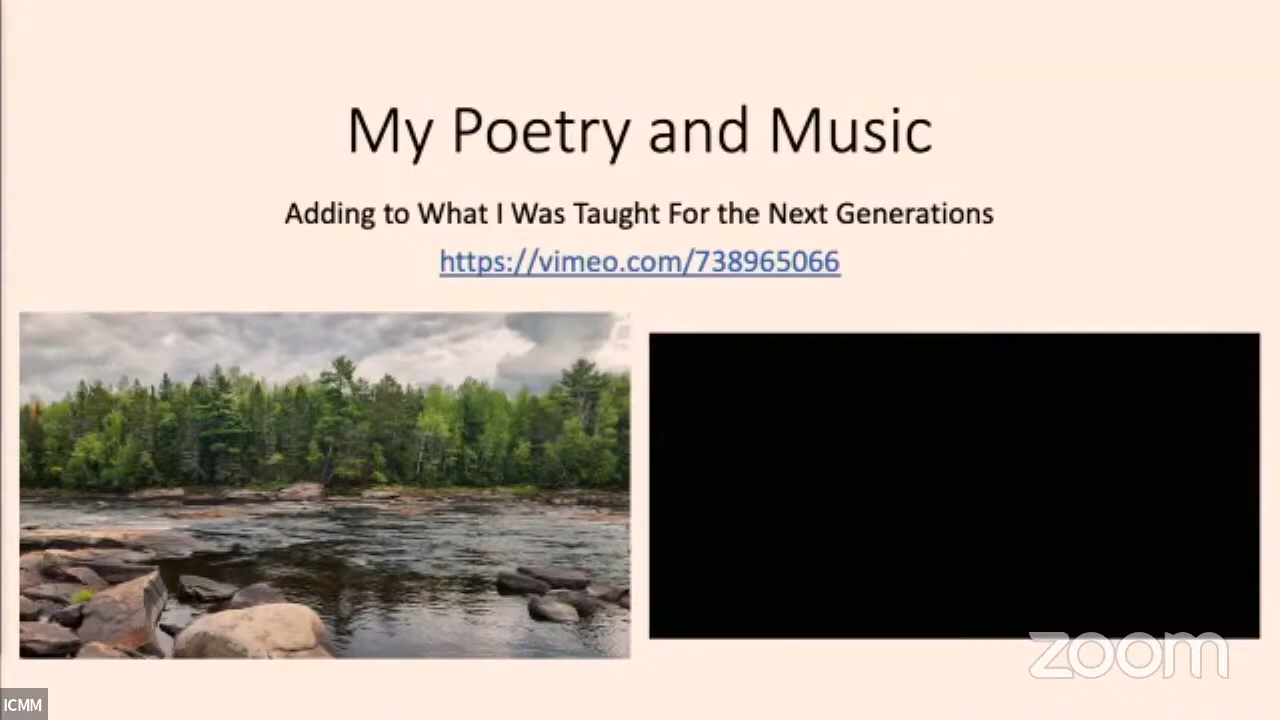 My Poetry and Music
Adding to What I Was Taught For the Next Generations
https://vimeo.com/738965066
zoom
ICMM